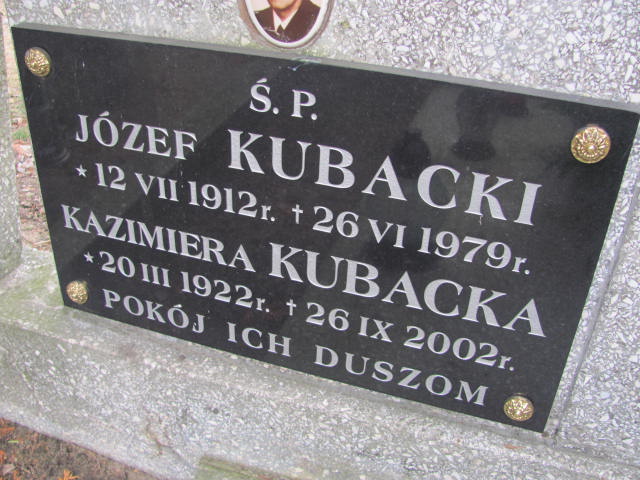 Ś. P.
JÓZEF KUBACKI
* 12 VII 1912r. † 26 VI 1979r.
KAZIMIERA KUBACKA
* 20 III 1922r. † 26 IX 2002r.
POKÓJ ICH DUSZOM